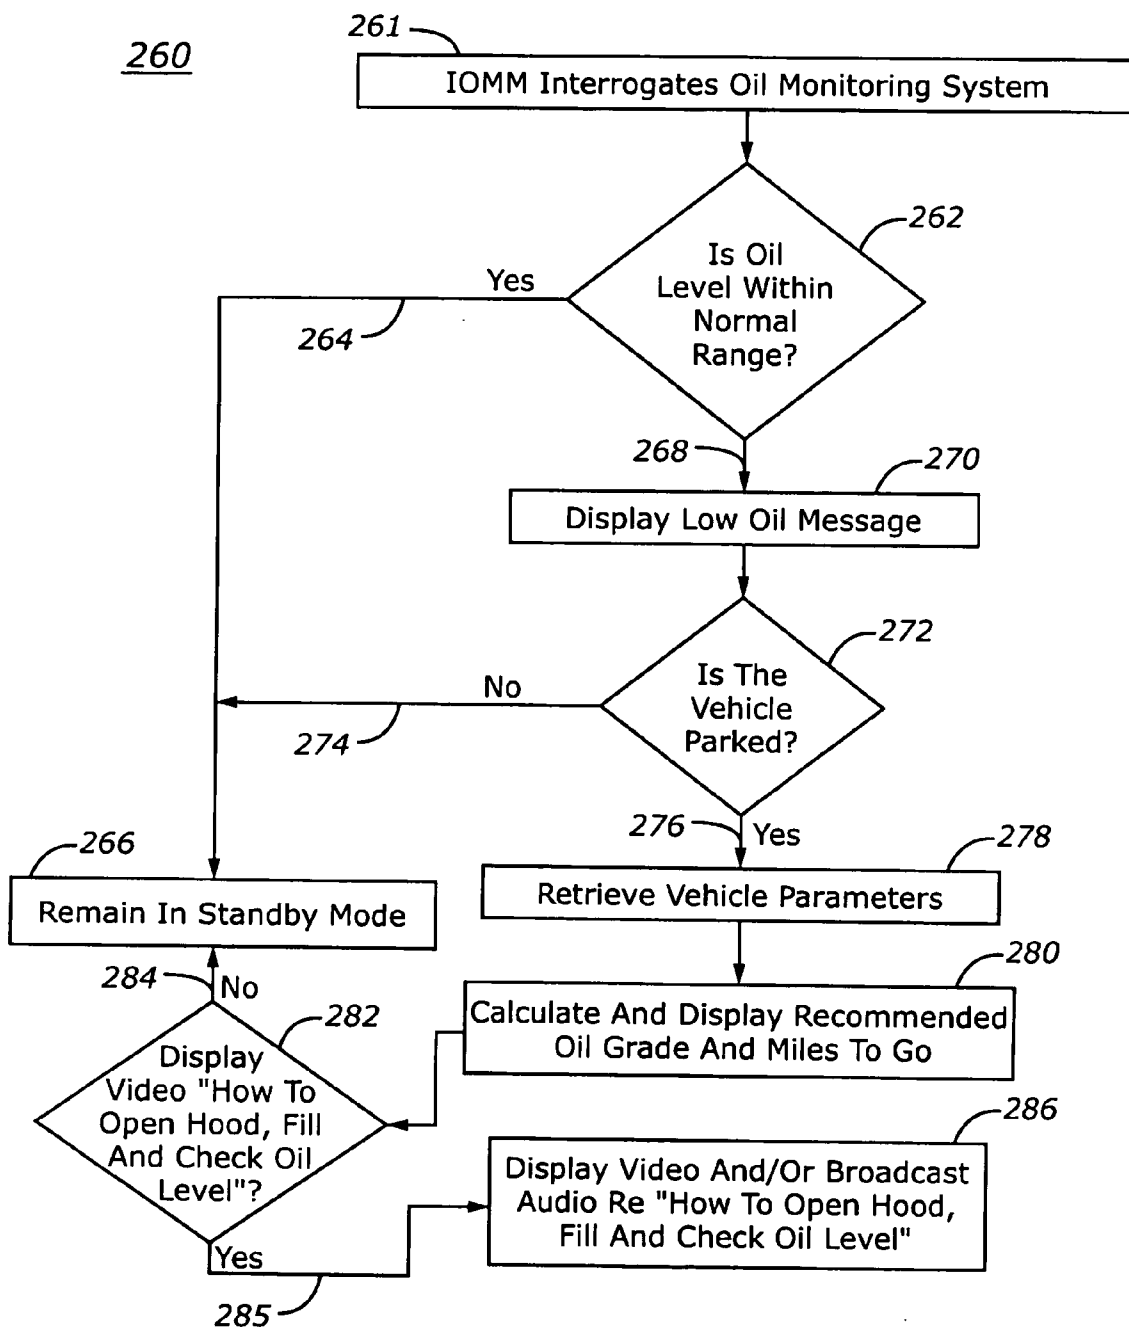 260
261
IOMM Interrogates Oil Monitoring System
262
Is Oil
Level Within
Normal
Range?
Yes
264
268
270
Display Low Oil Message
272
Is The
Vehicle
Parked?
No
274
276
Yes
278
Retrieve Vehicle Parameters
266
Remain In Standby Mode
280
Calculate And Display Recommended
Oil Grade And Miles To Go
284
No
282
Display
Video "How To
Open Hood, Fill
And Check Oil
Level"?
Yes
285
286
Display Video And/Or Broadcast
Audio Re "How To Open Hood,
Fill And Check Oil Level"